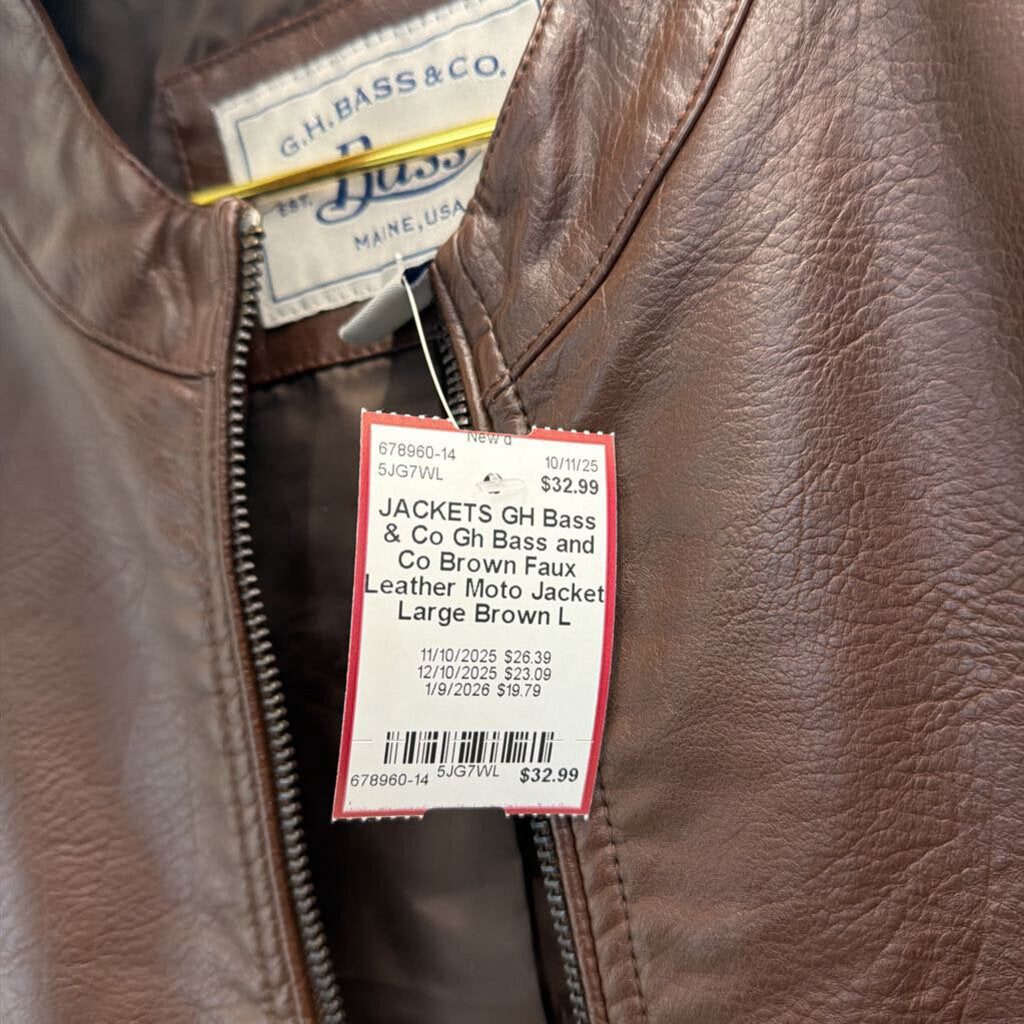 G.H. BASS & CO.
Bass
EST.
MAINE, USA
New'd
678960-14
10/11/25
5JG7WL
$32.99
JACKETS GH Bass
& Co Gh Bass and
Co Brown Faux
Leather Moto Jacket
Large Brown L
11/10/2025 $26.39
12/10/2025 $23.09
1/9/2026 $19.79
678960-14 5JG7WL $32.99